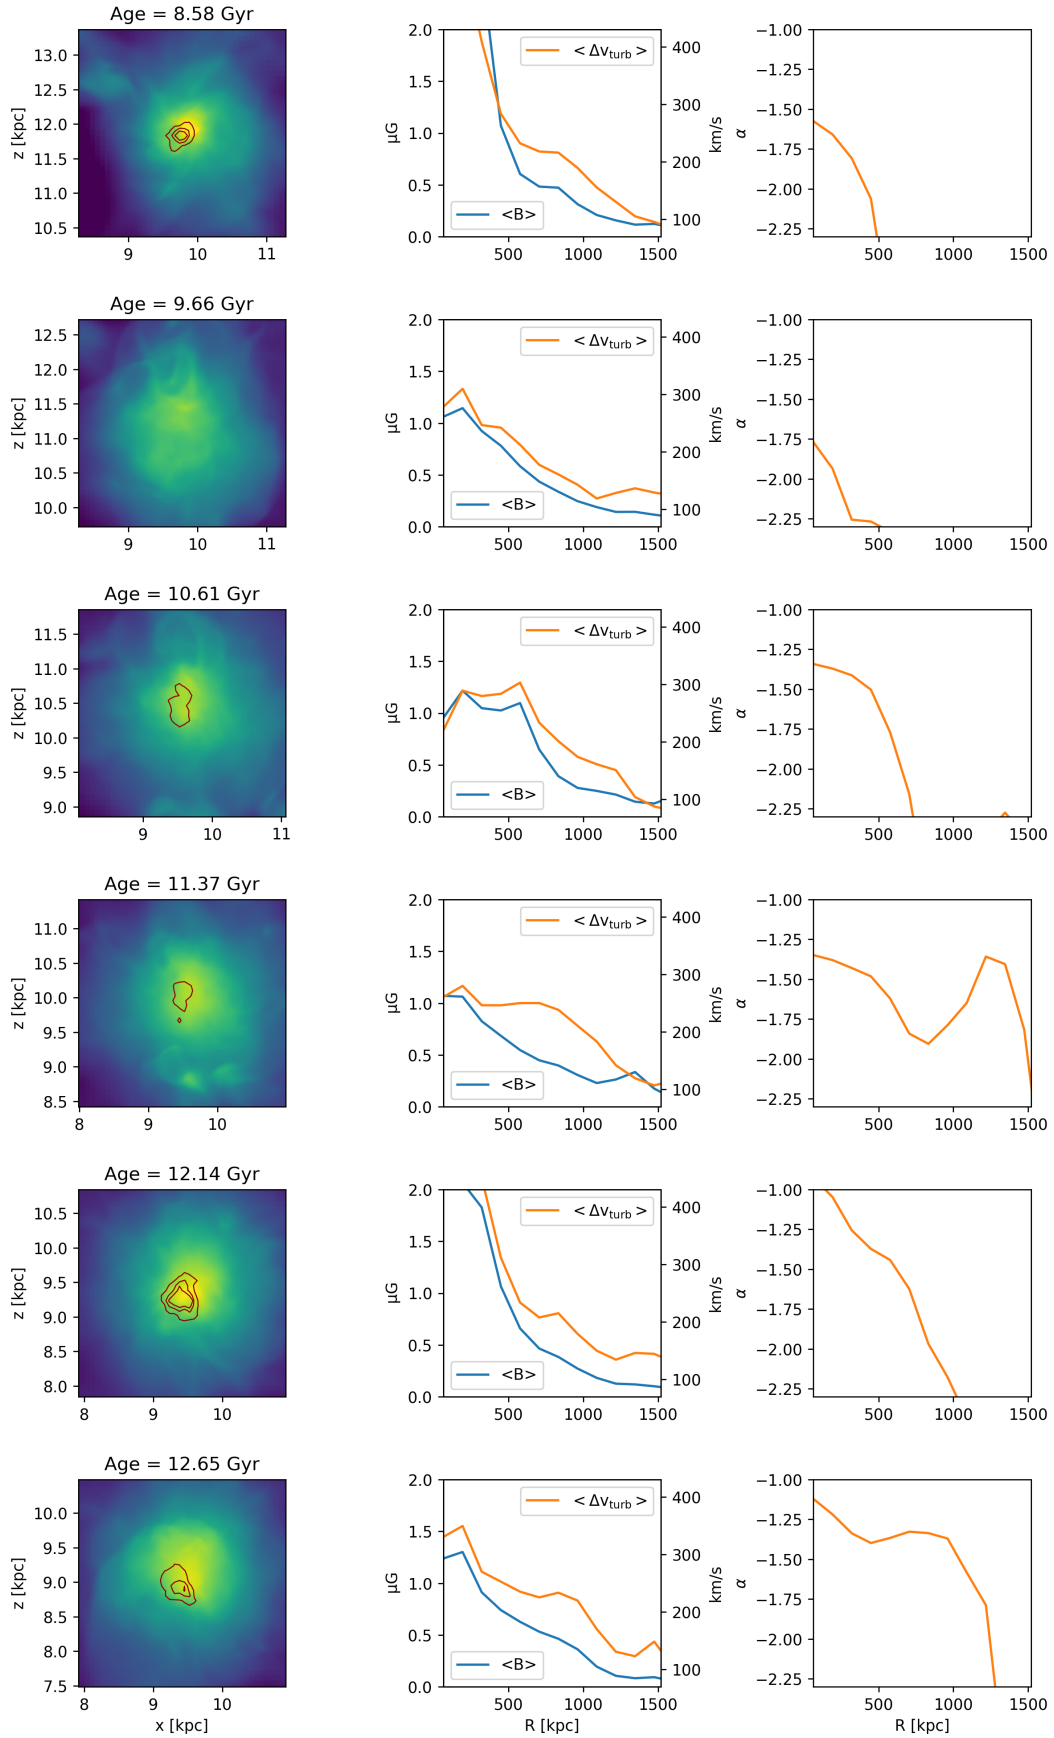 Age = 8.58 Gyr
z [kpc]
13.0
12.5
12.0
11.5
11.0
10.5
9 10 11
μG
2.0
1.5
1.0
0.5
0.0
500 1000 1500
< Δv_turb >
<B>
400
300
200
100
km/s
α
−1.00
−1.25
−1.50
−1.75
−2.00
−2.25
500 1000 1500
Age = 9.66 Gyr
z [kpc]
12.5
12.0
11.5
11.0
10.5
10.0
9 10 11
μG
2.0
1.5
1.0
0.5
0.0
500 1000 1500
< Δv_turb >
<B>
400
300
200
100
km/s
α
−1.00
−1.25
−1.50
−1.75
−2.00
−2.25
500 1000 1500
Age = 10.61 Gyr
z [kpc]
11.5
11.0
10.5
10.0
9.5
9.0
9 10 11
μG
2.0
1.5
1.0
0.5
0.0
500 1000 1500
< Δv_turb >
<B>
400
300
200
100
km/s
α
−1.00
−1.25
−1.50
−1.75
−2.00
−2.25
500 1000 1500
Age = 11.37 Gyr
z [kpc]
11.0
10.5
10.0
9.5
9.0
8.5
8 9 10
μG
2.0
1.5
1.0
0.5
0.0
500 1000 1500
< Δv_turb >
<B>
400
300
200
100
km/s
α
−1.00
−1.25
−1.50
−1.75
−2.00
−2.25
500 1000 1500
Age = 12.14 Gyr
z [kpc]
10.5
10.0
9.5
9.0
8.5
8.0
8 9 10
μG
2.0
1.5
1.0
0.5
0.0
500 1000 1500
< Δv_turb >
<B>
400
300
200
100
km/s
α
−1.00
−1.25
−1.50
−1.75
−2.00
−2.25
500 1000 1500
Age = 12.65 Gyr
z [kpc]
10.0
9.5
9.0
8.5
8.0
7.5
8 9 10
x [kpc]
μG
2.0
1.5
1.0
0.5
0.0
500 1000 1500
R [kpc]
< Δv_turb >
<B>
400
300
200
100
km/s
α
−1.00
−1.25
−1.50
−1.75
−2.00
−2.25
500 1000 1500
R [kpc]